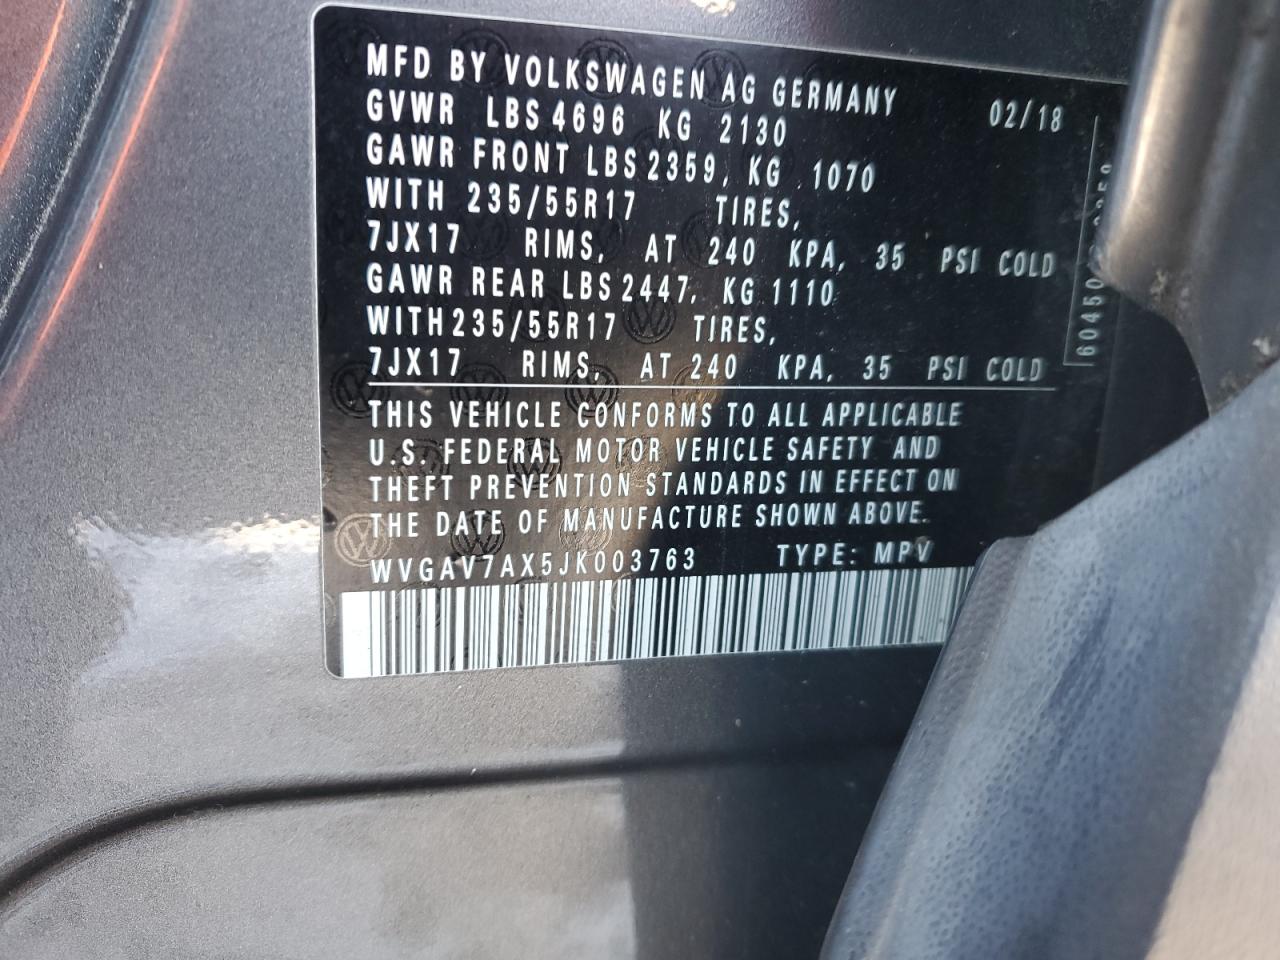 MFD BY VOLKSWAGEN AG GERMANY 02/18
GVWR LBS 4696 KG 2130
GAWR FRONT LBS 2359, KG 1070
WITH 235/55R17 TIRES,
7JX17 RIMS, AT 240 KPA, 35 PSI COLD
GAWR REAR LBS 2447, KG 1110
WITH 235/55R17 TIRES,
7JX17 RIMS, AT 240 KPA, 35 PSI COLD
THIS VEHICLE CONFORMS TO ALL APPLICABLE
U.S. FEDERAL MOTOR VEHICLE SAFETY AND
THEFT PREVENTION STANDARDS IN EFFECT ON
THE DATE OF MANUFACTURE SHOWN ABOVE.
WVGAV7AX5JK003763 TYPE: MPV